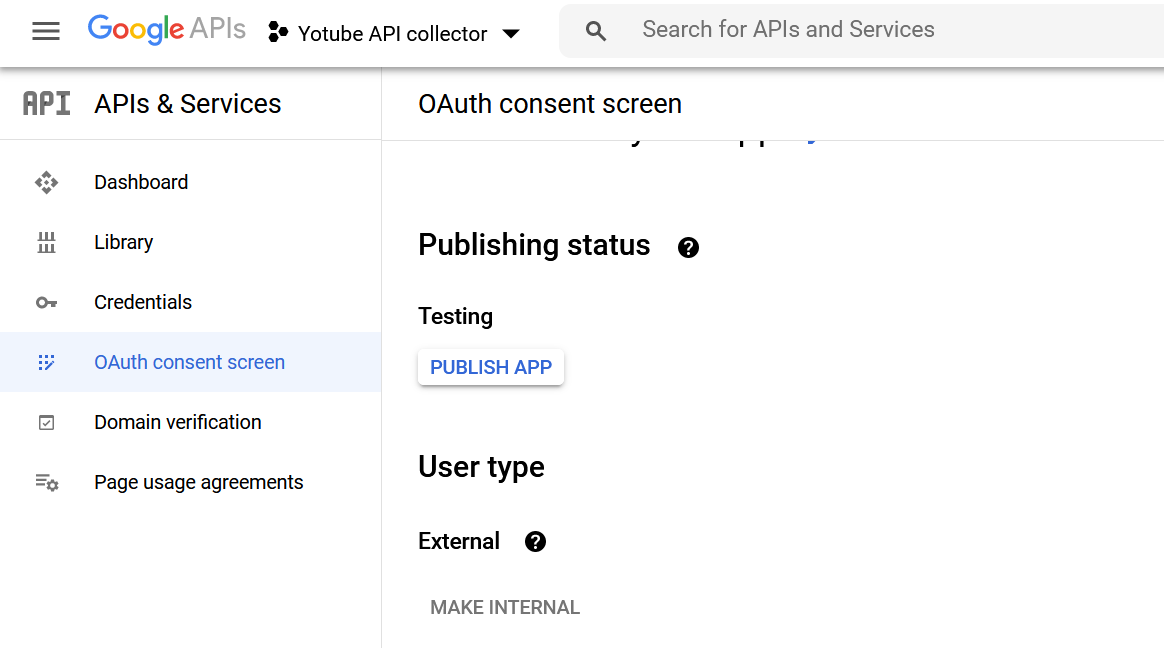 Google APIs
Yotube API collector
Search for APIs and Services
API APIs & Services
OAuth consent screen
Dashboard
Library
Credentials
OAuth consent screen
Domain verification
Page usage agreements
Publishing status
Testing
PUBLISH APP
User type
External
MAKE INTERNAL